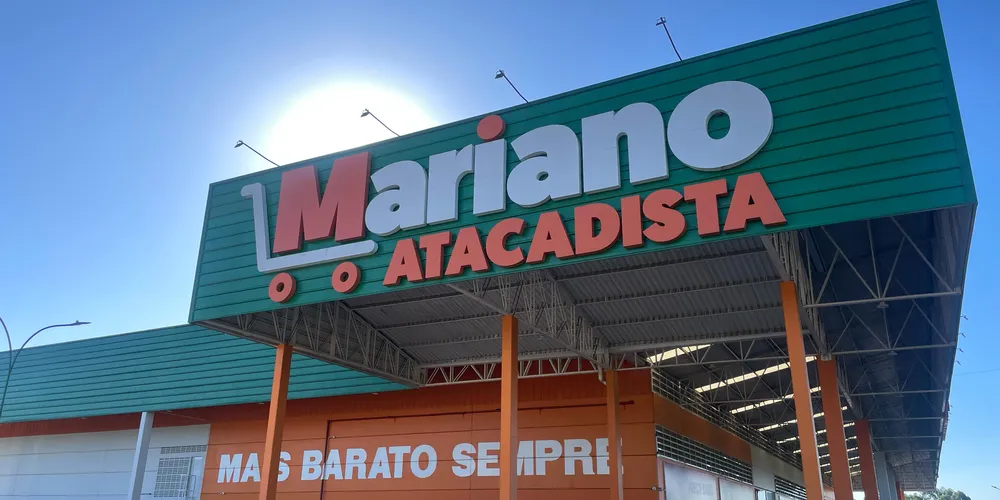 Mariano
ATACADISTA
MAIS BARATO SEMPRE